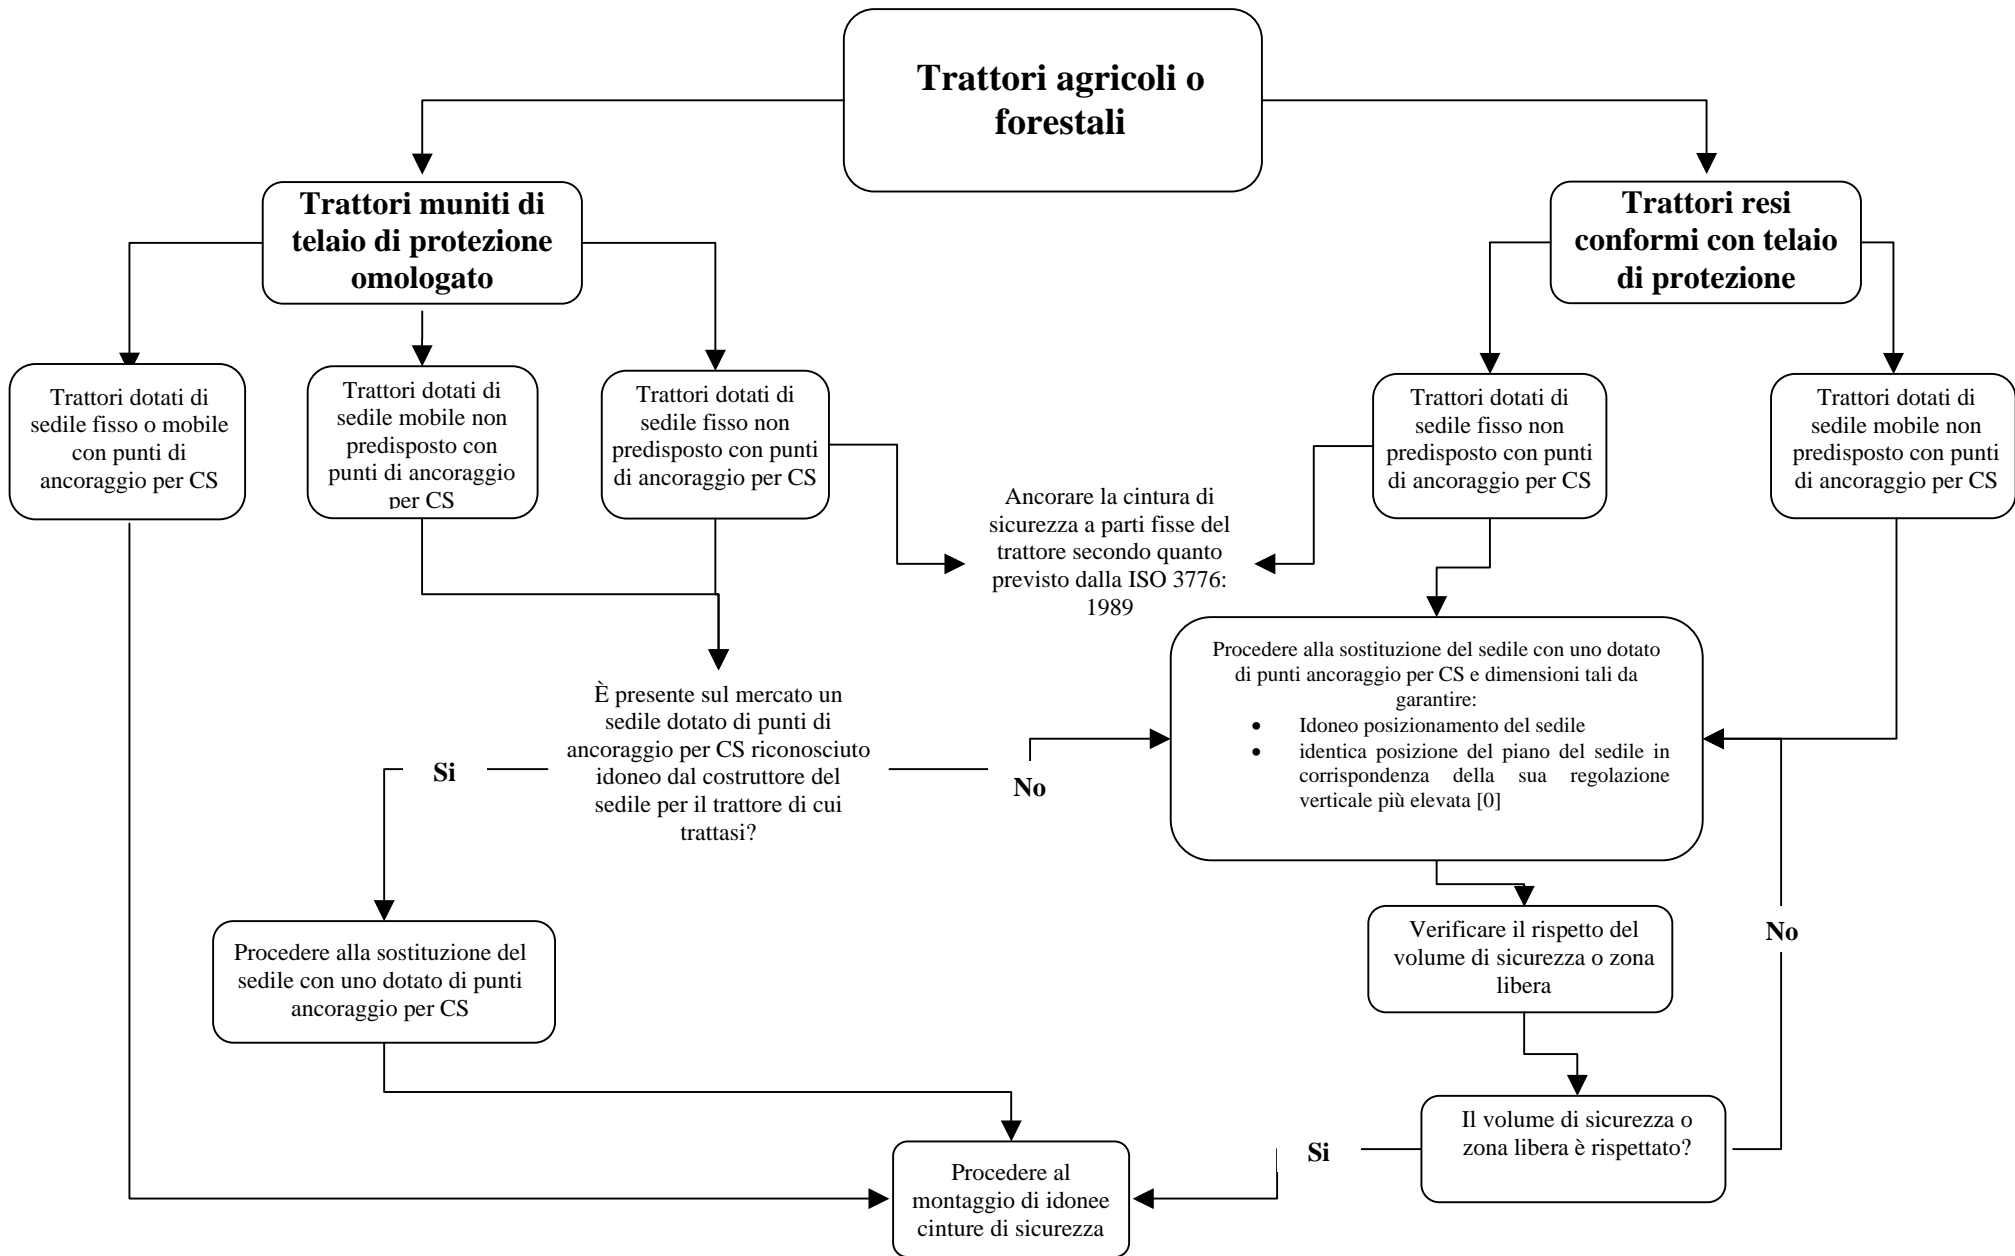 Trattori agricoli o
forestali
Trattori muniti di
telaio di protezione
omologato
Trattori resi
conformi con telaio
di protezione
Trattori dotati di
sedile fisso o mobile
con punti di
ancoraggio per CS
Trattori dotati di
sedile mobile non
predisposto con
punti di ancoraggio
per CS
Trattori dotati di
sedile fisso non
predisposto con punti
di ancoraggio per CS
Trattori dotati di
sedile fisso non
predisposto con punti
di ancoraggio per CS
Trattori dotati di
sedile mobile non
predisposto con punti
di ancoraggio per CS
Ancorare la cintura di
sicurezza a parti fisse del
trattore secondo quanto
previsto dalla ISO 3776:
1989
È presente sul mercato un
sedile dotato di punti di
ancoraggio per CS riconosciuto
idoneo dal costruttore del
sedile per il trattore di cui
trattasi?
Si
No
Procedere alla sostituzione del sedile con uno dotato
di punti ancoraggio per CS e dimensioni tali da
garantire:
• Idoneo posizionamento del sedile
• identica posizione del piano del sedile in
corrispondenza della sua regolazione
verticale più elevata [0]
Procedere alla sostituzione del
sedile con uno dotato di punti
ancoraggio per CS
Verificare il rispetto del
volume di sicurezza o zona
libera
No
Il volume di sicurezza o
zona libera è rispettato?
Si
Procedere al
montaggio di idonee
cinture di sicurezza